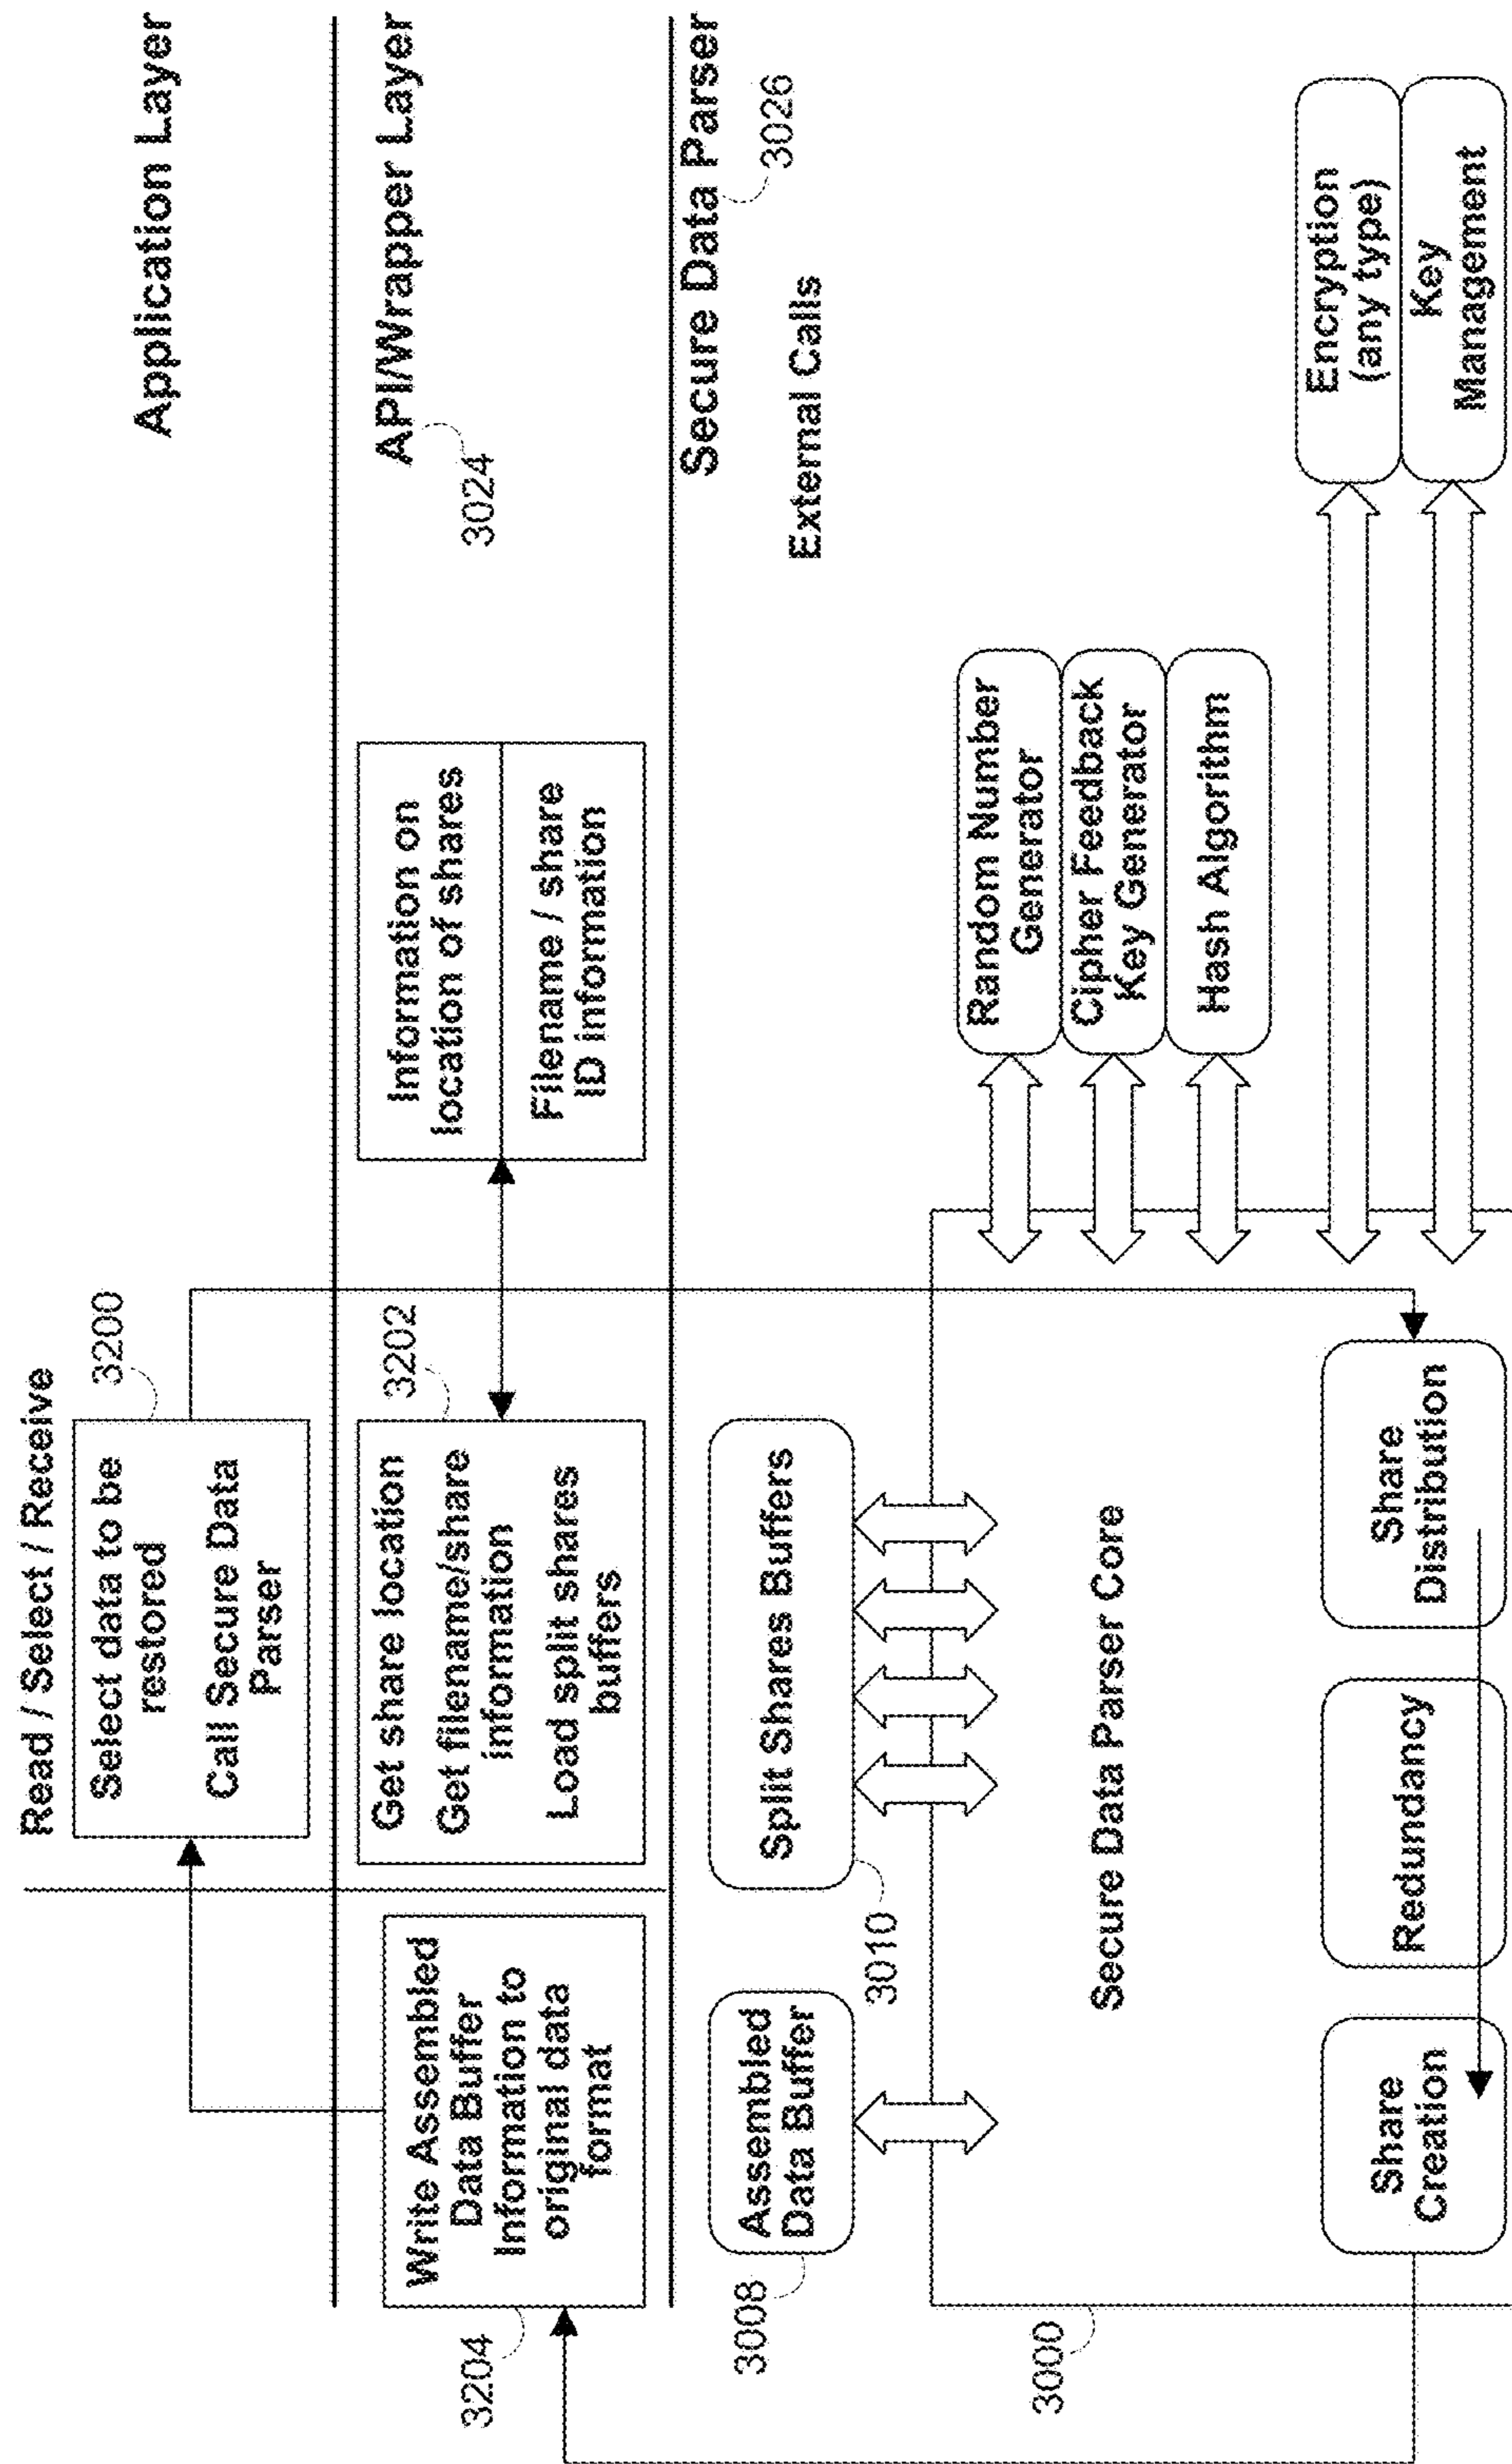 Read / Select / Receive
Application Layer
3200
Select data to be
restored
Call Secure Data
Parser
API/Wrapper Layer
3024
3204
Write Assembled
Data Buffer
Information to
original data
format
3202
Get share location
Get filename/share
information
Load split shares
buffers
Information on
location of shares
Filename / share
ID information
Secure Data Parser
3026
External Calls
3008
Assembled
Data Buffer
3010
Split Shares Buffers
3000
Secure Data Parser Core
Random Number
Generator
Cipher Feedback
Key Generator
Hash Algorithm
Share
Creation
Redundancy
Share
Distribution
Encryption
(any type)
Key
Management